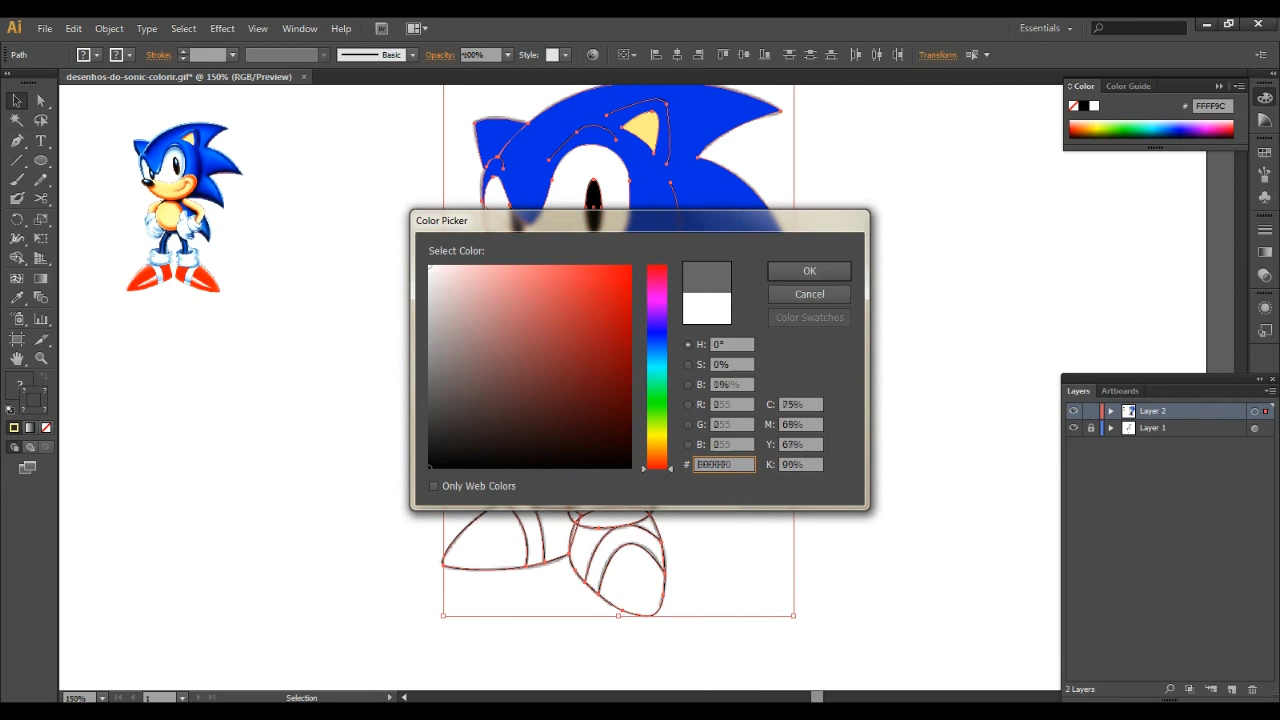 Ai File Edit Object Type Select Effect View Window Help Br Essentials
Path ? ? Stroke: Basic Opacity: 100% Style: Transform
desenhos-do-sonic-colorir.gif* @ 150% (RGB/Preview) ×
Color Color Guide
# FFFF9C
Color Picker
Select Color:
OK
Cancel
Color Swatches
H: 0°
S: 0%
B:
R: C: 75%
G: M: 68%
B: Y: 67%
# K:
Only Web Colors
T
?
?
Layers Artboards
Layer 2
Layer 1
2 Layers
150% 1 Selection